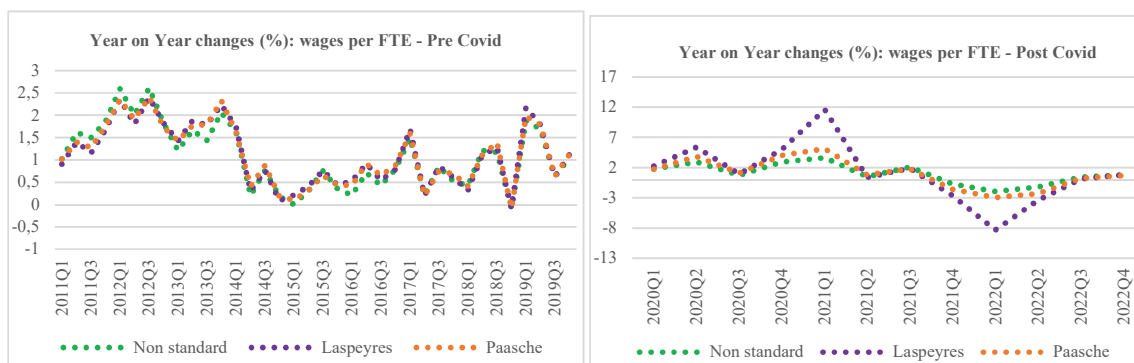 Year on Year changes (%): wages per FTE - Pre Covid
3
2,5
2
1,5
1
0,5
0
-0,5
-1
2011Q1
2011Q3
2012Q1
2012Q3
2013Q1
2013Q3
2014Q1
2014Q3
2015Q1
2015Q3
2016Q1
2016Q3
2017Q1
2017Q3
2018Q1
2018Q3
2019Q1
2019Q3
Non standard
Laspeyres
Paasche
Year on Year changes (%): wages per FTE - Post Covid
17
12
7
2
-3
-8
-13
2020Q1
2020Q2
2020Q3
2020Q4
2021Q1
2021Q2
2021Q3
2021Q4
2022Q1
2022Q2
2022Q3
2022Q4
Non standard
Laspeyres
Paasche